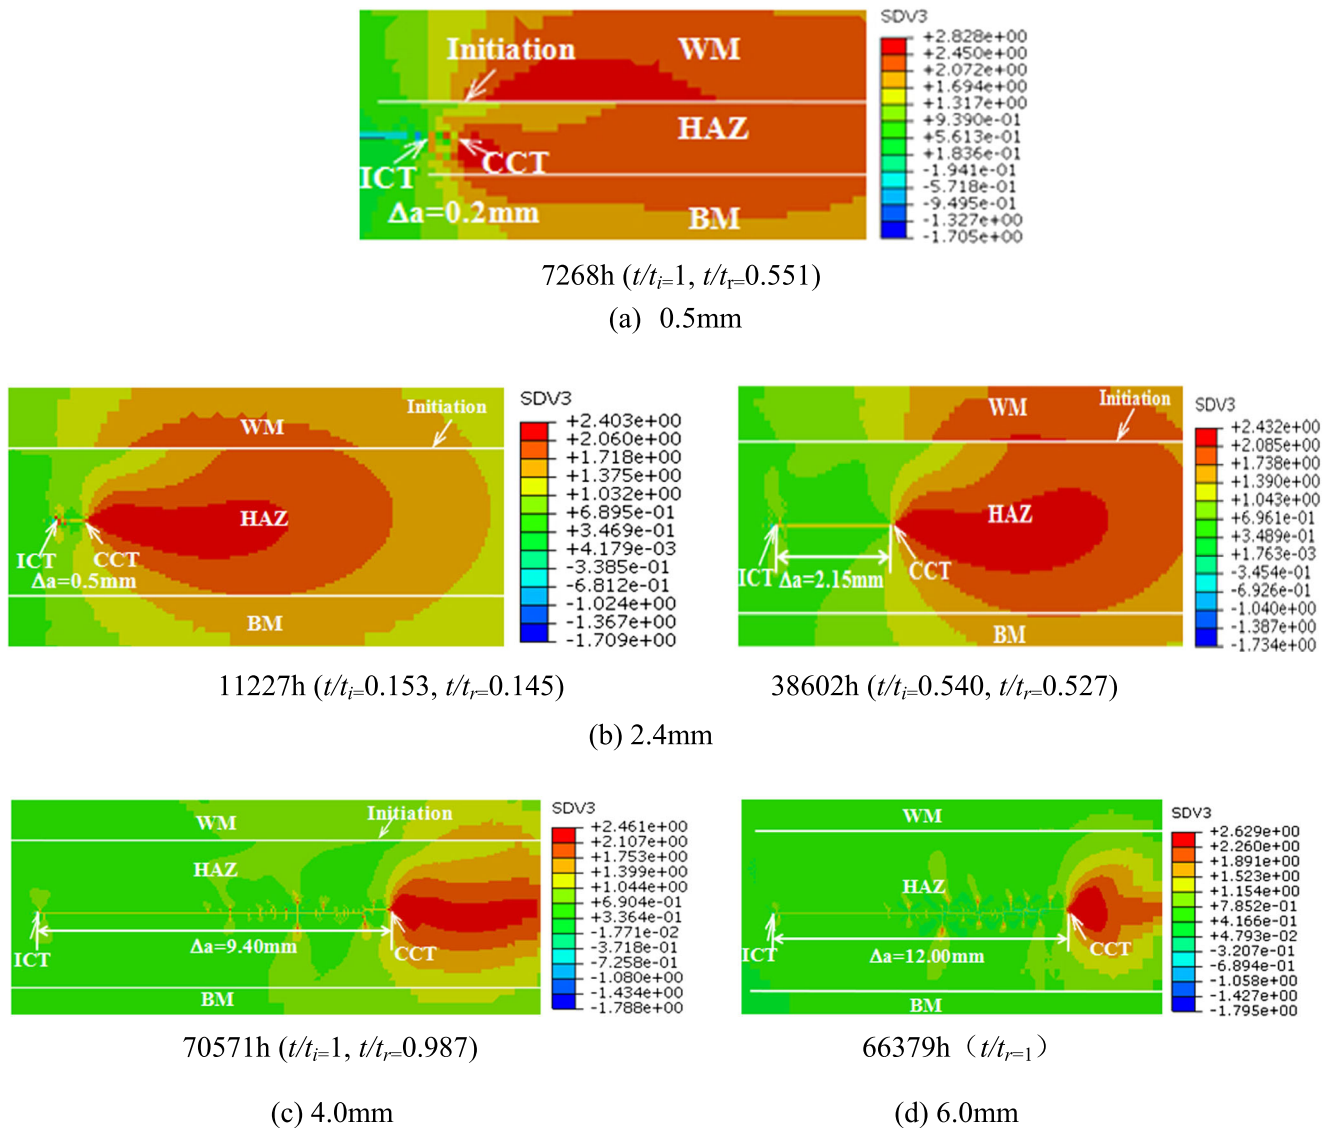 SDV3
+2.828e+00
+2.450e+00
+2.072e+00
+1.694e+00
+1.317e+00
+9.390e-01
+5.613e-01
+1.836e-01
-1.941e-01
-5.718e-01
-9.495e-01
-1.327e+00
-1.705e+00
Initiation
WM
HAZ
ICT
CCT
Δa=0.2mm
BM
7268h (t/ti=1, t/tr=0.551)
(a) 0.5mm
Initiation
WM
HAZ
ICT
CCT
Δa=0.5mm
BM
SDV3
+2.403e+00
+2.060e+00
+1.718e+00
+1.375e+00
+1.032e+00
+6.895e-01
+3.469e-01
+4.179e-03
-3.385e-01
-6.812e-01
-1.024e+00
-1.367e+00
-1.709e+00
11227h (t/ti=0.153, t/tr=0.145)
WM
Initiation
HAZ
ICT
Δa=2.15mm
CCT
BM
SDV3
+2.432e+00
+2.085e+00
+1.738e+00
+1.390e+00
+1.043e+00
+6.961e-01
+3.489e-01
+1.763e-03
-3.454e-01
-6.926e-01
-1.040e+00
-1.387e+00
-1.734e+00
38602h (t/ti=0.540, t/tr=0.527)
(b) 2.4mm
WM
Initiation
HAZ
Δa=9.40mm
ICT
CCT
BM
SDV3
+2.461e+00
+2.107e+00
+1.753e+00
+1.399e+00
+1.044e+00
+6.904e-01
+3.364e-01
-1.771e-02
-3.718e-01
-7.258e-01
-1.080e+00
-1.434e+00
-1.788e+00
70571h (t/ti=1, t/tr=0.987)
(c) 4.0mm
WM
HAZ
ICT
Δa=12.00mm
CCT
BM
SDV3
+2.629e+00
+2.260e+00
+1.891e+00
+1.523e+00
+1.154e+00
+7.852e-01
+4.166e-01
+4.793e-02
-3.207e-01
-6.894e-01
-1.058e+00
-1.427e+00
-1.795e+00
66379h（t/tr=1）
(d) 6.0mm